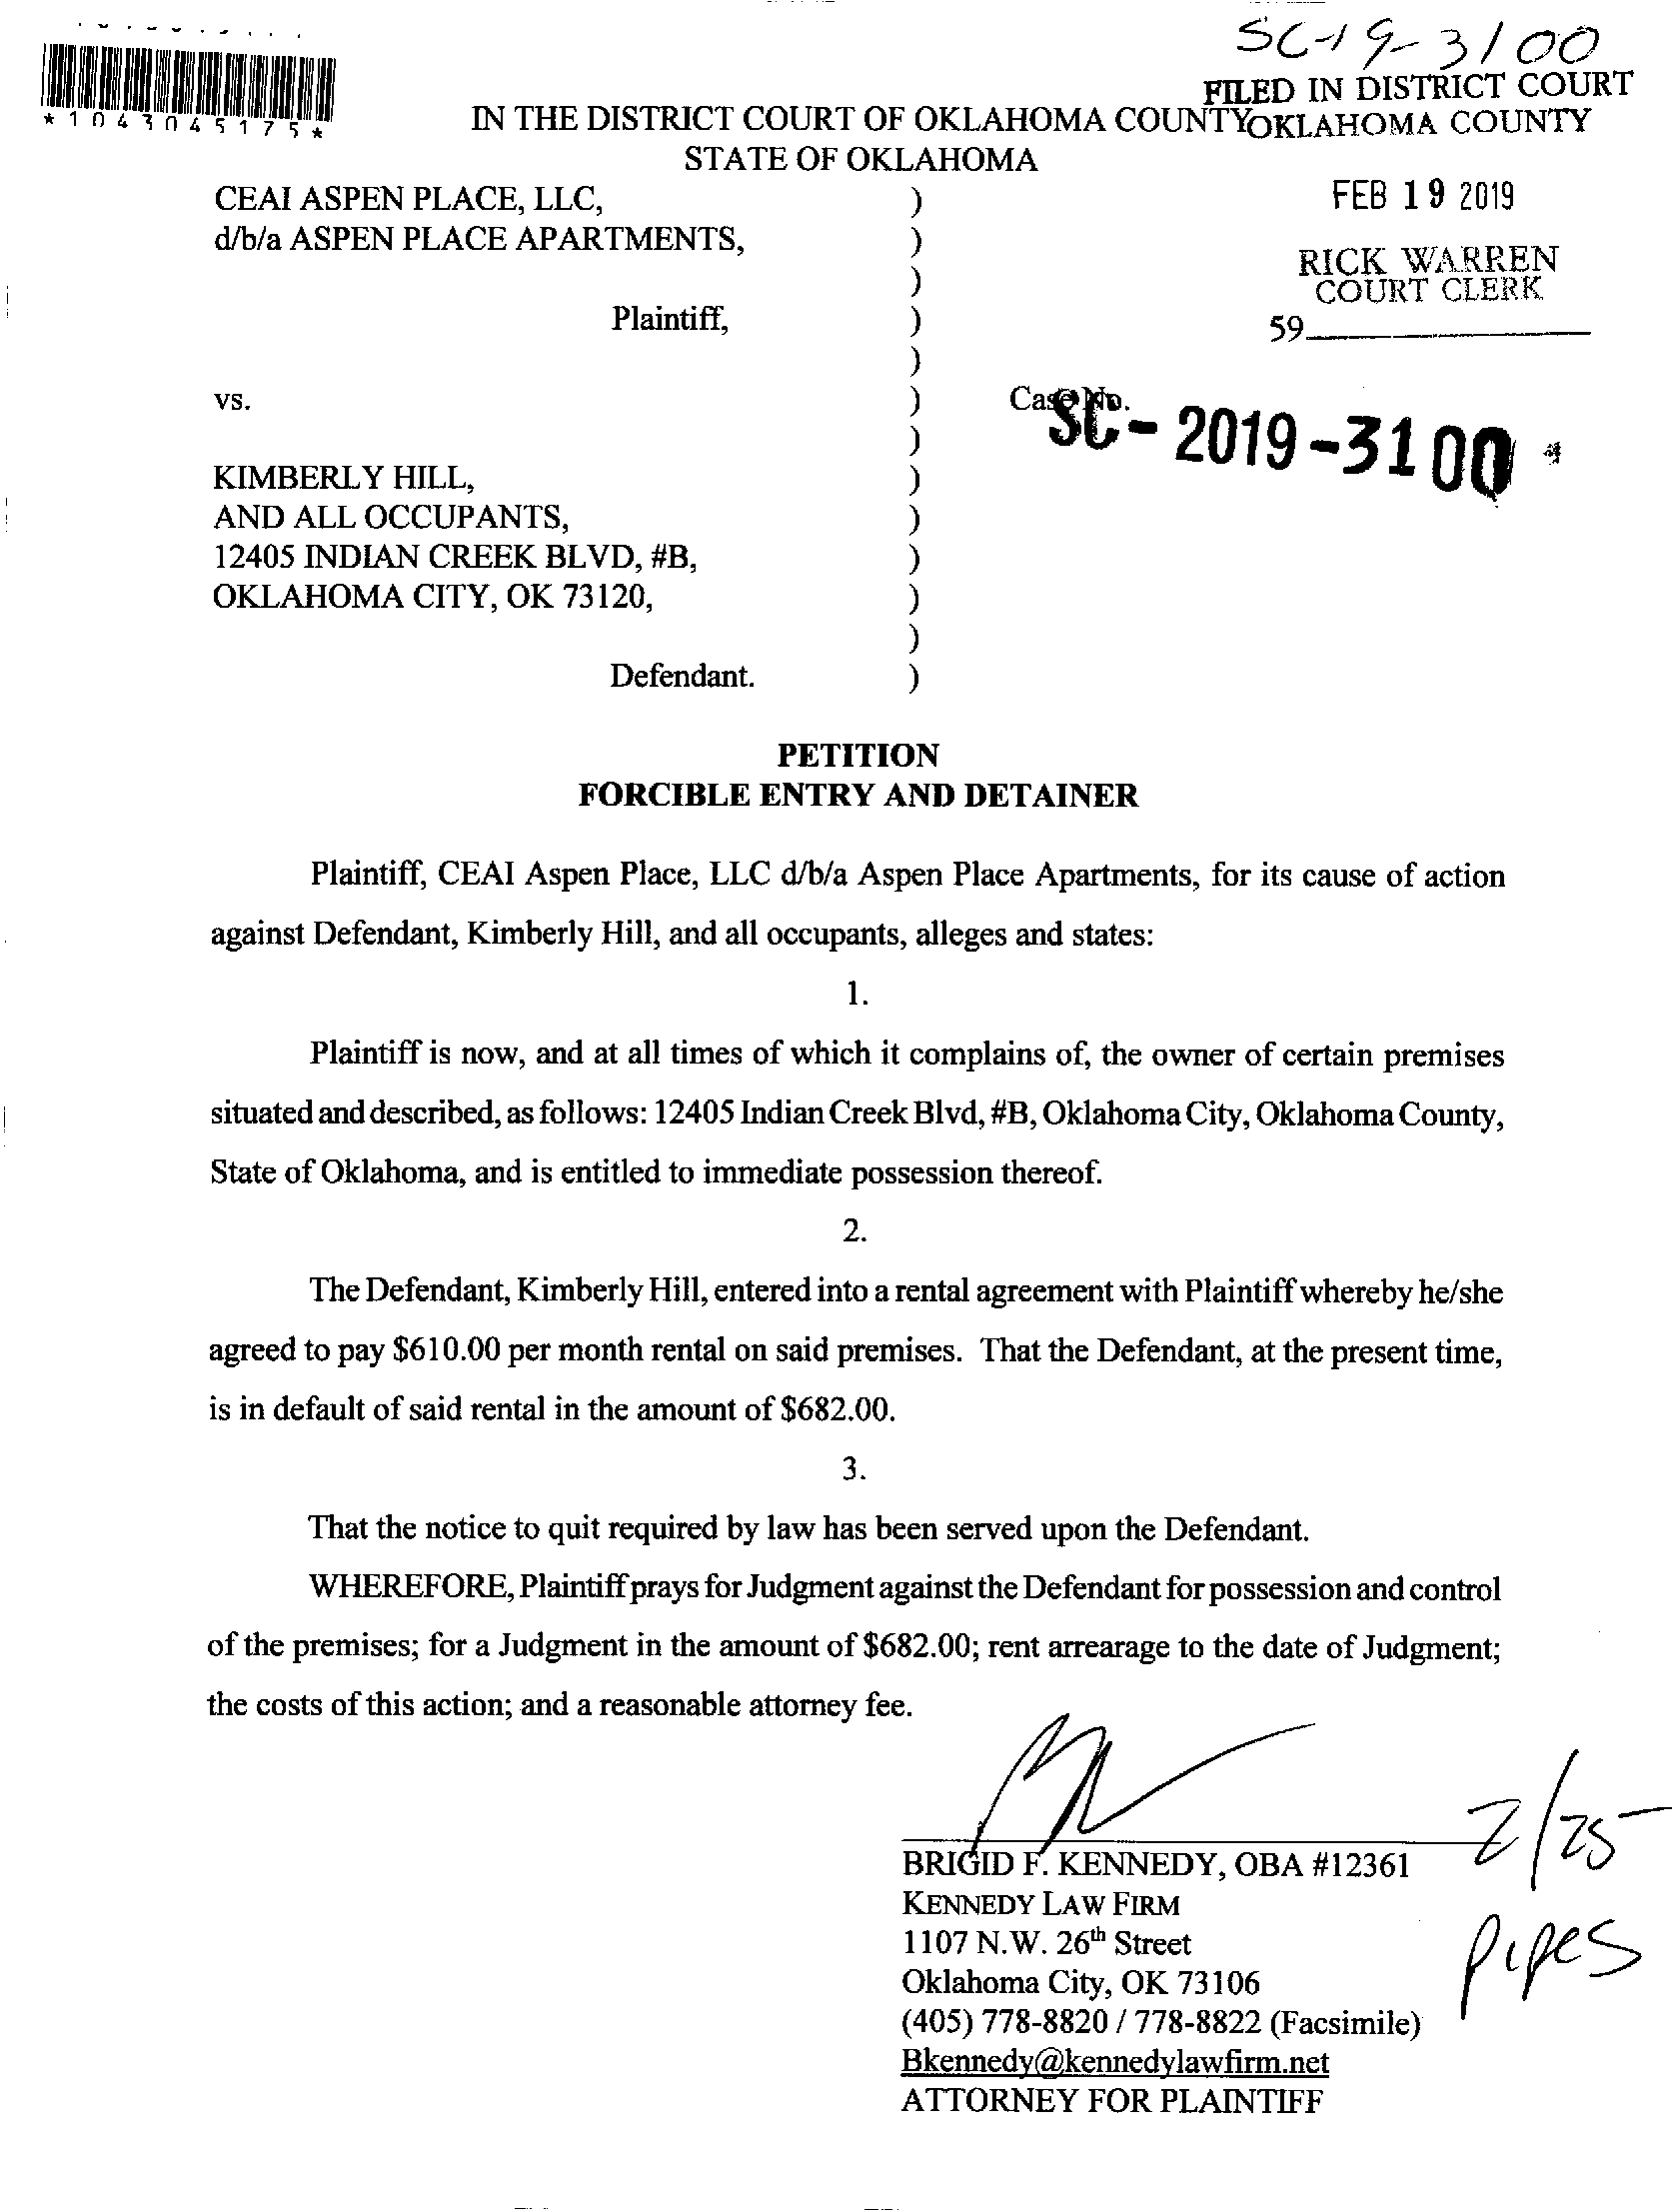 SC-19-3100
*1043045175*
FILED IN DISTRICT COURT
OKLAHOMA COUNTY
IN THE DISTRICT COURT OF OKLAHOMA COUNTY
STATE OF OKLAHOMA
FEB 19 2019
RICK WARREN
COURT CLERK
59
CEAI ASPEN PLACE, LLC, )
d/b/a ASPEN PLACE APARTMENTS, )
)
Plaintiff, )
)
vs. ) Case No.
SC-2019-3100
)
KIMBERLY HILL, )
AND ALL OCCUPANTS, )
12405 INDIAN CREEK BLVD, #B, )
OKLAHOMA CITY, OK 73120, )
)
Defendant. )
PETITION
FORCIBLE ENTRY AND DETAINER
Plaintiff, CEAI Aspen Place, LLC d/b/a Aspen Place Apartments, for its cause of action
against Defendant, Kimberly Hill, and all occupants, alleges and states:
1.
Plaintiff is now, and at all times of which it complains of, the owner of certain premises
situated and described, as follows: 12405 Indian Creek Blvd, #B, Oklahoma City, Oklahoma County,
State of Oklahoma, and is entitled to immediate possession thereof.
2.
The Defendant, Kimberly Hill, entered into a rental agreement with Plaintiff whereby he/she
agreed to pay $610.00 per month rental on said premises. That the Defendant, at the present time,
is in default of said rental in the amount of $682.00.
3.
That the notice to quit required by law has been served upon the Defendant.
WHEREFORE, Plaintiff prays for Judgment against the Defendant for possession and control
of the premises; for a Judgment in the amount of $682.00; rent arrearage to the date of Judgment;
the costs of this action; and a reasonable attorney fee.
BRIGID F. KENNEDY, OBA #12361
KENNEDY LAW FIRM
1107 N.W. 26th Street
Oklahoma City, OK 73106
(405) 778-8820 / 778-8822 (Facsimile)
Bkennedy@kennedylawfirm.net
ATTORNEY FOR PLAINTIFF
2/25
Pipes